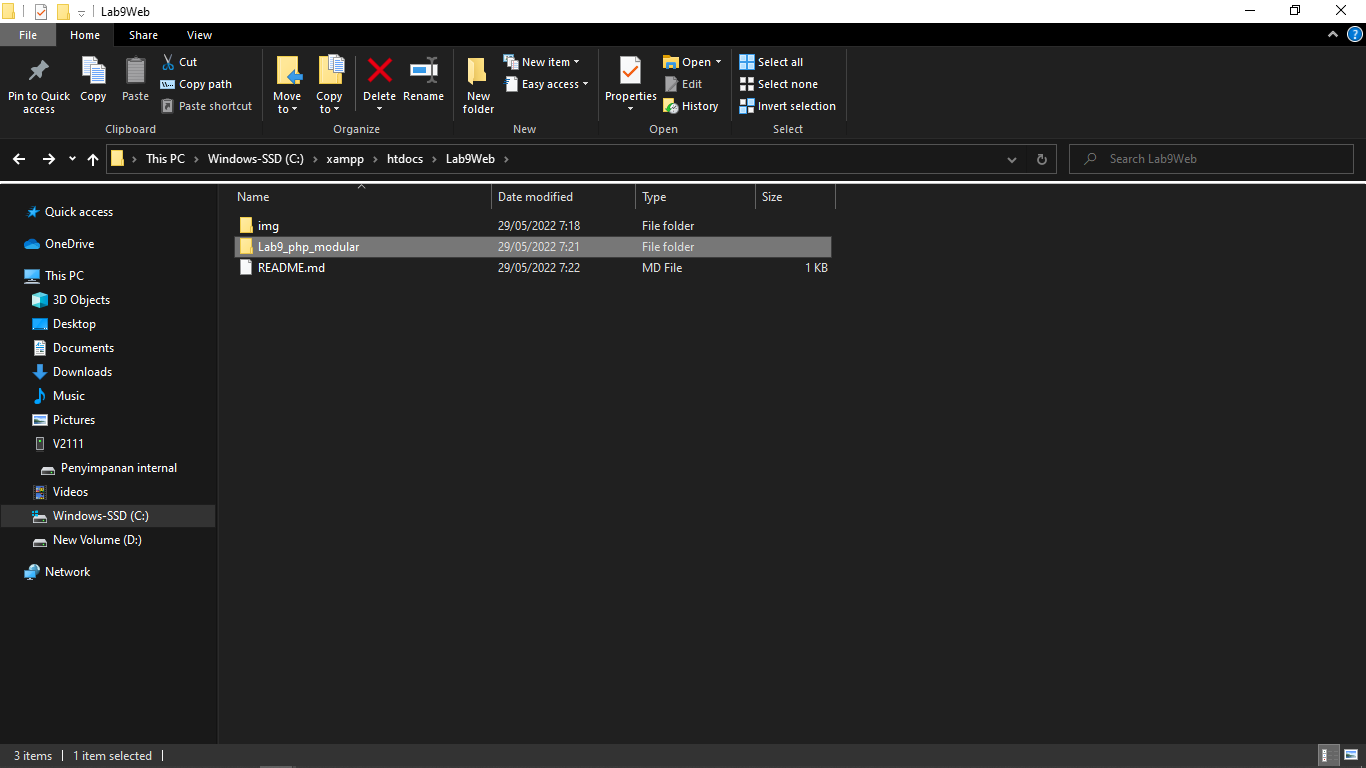 Lab9Web
File Home Share View
Pin to Quick access
Copy
Paste
Cut
Copy path
Paste shortcut
Clipboard
Move to
Copy to
Delete
Rename
Organize
New folder
New item
Easy access
New
Properties
Open
Edit
History
Open
Select all
Select none
Invert selection
Select
This PC > Windows-SSD (C:) > xampp > htdocs > Lab9Web >
Search Lab9Web
Quick access
OneDrive
This PC
3D Objects
Desktop
Documents
Downloads
Music
Pictures
V2111
Penyimpanan internal
Videos
Windows-SSD (C:)
New Volume (D:)
Network
Name Date modified Type Size
img 29/05/2022 7:18 File folder
Lab9_php_modular 29/05/2022 7:21 File folder
README.md 29/05/2022 7:22 MD File 1 KB
3 items 1 item selected